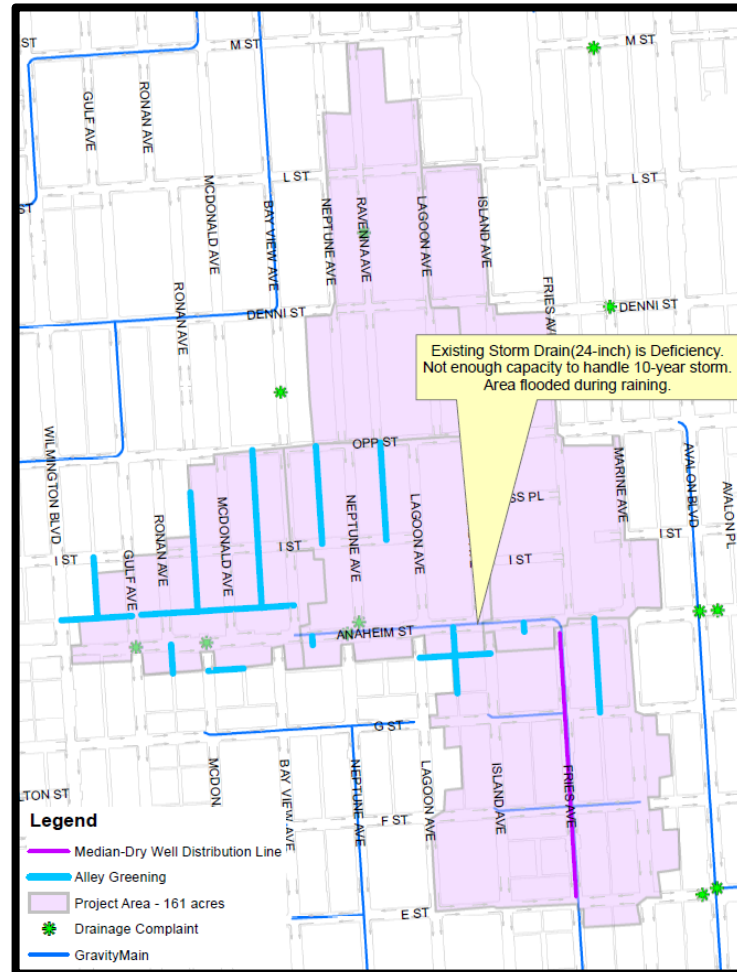 ST
M ST
M ST
GULF AVE
RONAN AVE
MCDONALD AVE
BAY VIEW AVE
NEPTUNE AVE
RAVENNA AVE
LAGOON AVE
ISLAND AVE
L ST
L ST
ST
RONAN AVE
FRIES AVE
DENNI ST
DENNI ST
Existing Storm Drain(24-inch) is Deficiency.
Not enough capacity to handle 10-year storm.
Area flooded during raining.
WILMINGTON BLVD
OPP ST
MARINE AVE
AVALON BLVD
AVALON PL
GULF AVE
RONAN AVE
MCDONALD AVE
NEPTUNE AVE
LAGOON AVE
SS PL
I ST
I ST
I ST
I ST
ANAHEIM ST
G ST
LTON ST
MCDON
BAY VIEW AVE
NEPTUNE AVE
LAGOON AVE
ISLAND AVE
FRIES AVE
F ST
E ST
Legend
Median-Dry Well Distribution Line
Alley Greening
Project Area - 161 acres
Drainage Complaint
GravityMain